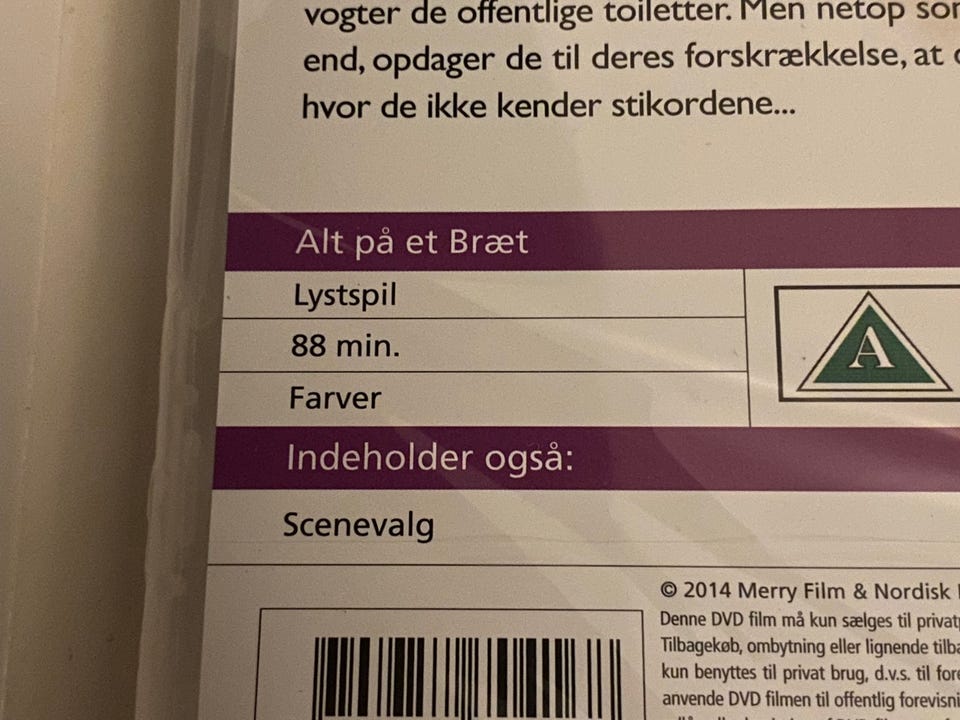 vogter de offentlige toiletter. Men netop som
end, opdager de til deres forskrækkelse, at
hvor de ikke kender stikordene...
Alt på et Bræt
Lystspil
88 min.
A
Farver
Indeholder også:
Scenevalg
© 2014 Merry Film & Nordisk
Denne DVD film må kun sælges til
Tilbagekøb, ombytning eller lignende
kun benyttes til privat brug, d.v.s. til
anvende DVD filmen til offentlig